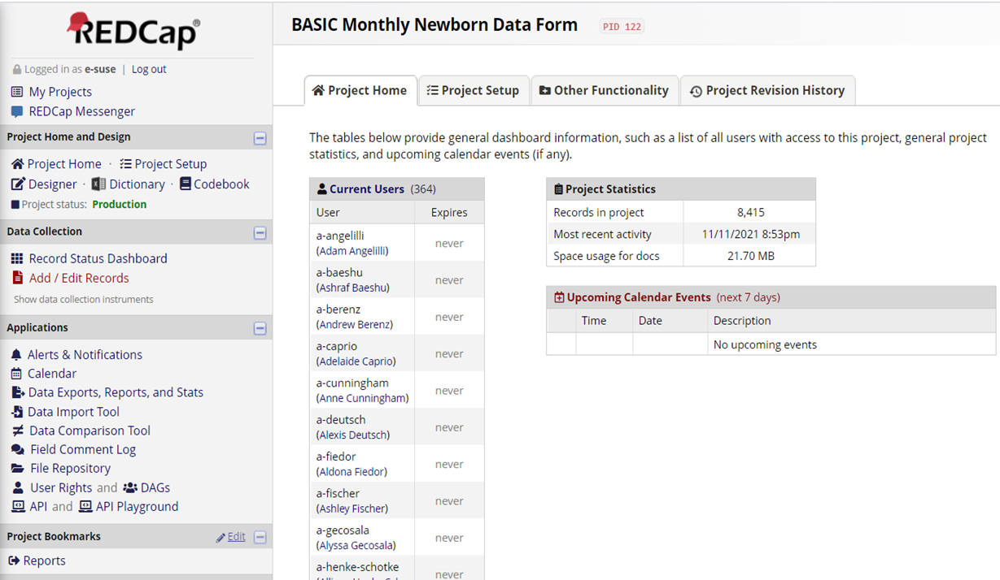 REDCap®
Logged in as e-suse | Log out
My Projects
REDCap Messenger
Project Home and Design
Project Home · Project Setup
Designer · Dictionary · Codebook
Project status: Production
Data Collection
Record Status Dashboard
Add / Edit Records
Show data collection instruments
Applications
Alerts & Notifications
Calendar
Data Exports, Reports, and Stats
Data Import Tool
Data Comparison Tool
Field Comment Log
File Repository
User Rights and DAGs
API and API Playground
Project Bookmarks Edit
Reports
BASIC Monthly Newborn Data Form PID 122
Project Home Project Setup Other Functionality Project Revision History
The tables below provide general dashboard information, such as a list of all users with access to this project, general project
statistics, and upcoming calendar events (if any).
Current Users (364)
User Expires
a-angelilli
(Adam Angelilli) never
a-baeshu
(Ashraf Baeshu) never
a-berenz
(Andrew Berenz) never
a-caprio
(Adelaide Caprio) never
a-cunningham
(Anne Cunningham) never
a-deutsch
(Alexis Deutsch) never
a-fiedor
(Aldona Fiedor) never
a-fischer
(Ashley Fischer) never
a-gecosala
(Alyssa Gecosala) never
a-henke-schotke
never
Project Statistics
Records in project 8,415
Most recent activity 11/11/2021 8:53pm
Space usage for docs 21.70 MB
Upcoming Calendar Events (next 7 days)
Time Date Description
No upcoming events